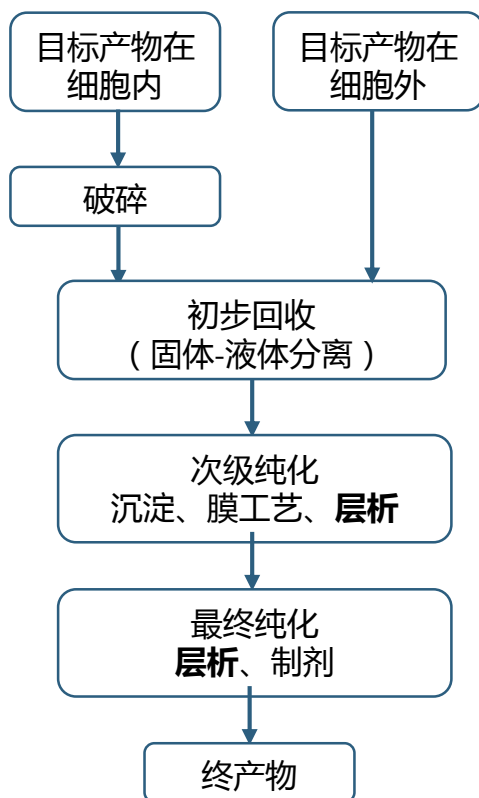 目标产物在
细胞内
目标产物在
细胞外
破碎
初步回收
（固体-液体分离）
次级纯化
沉淀、膜工艺、层析
最终纯化
层析、制剂
终产物